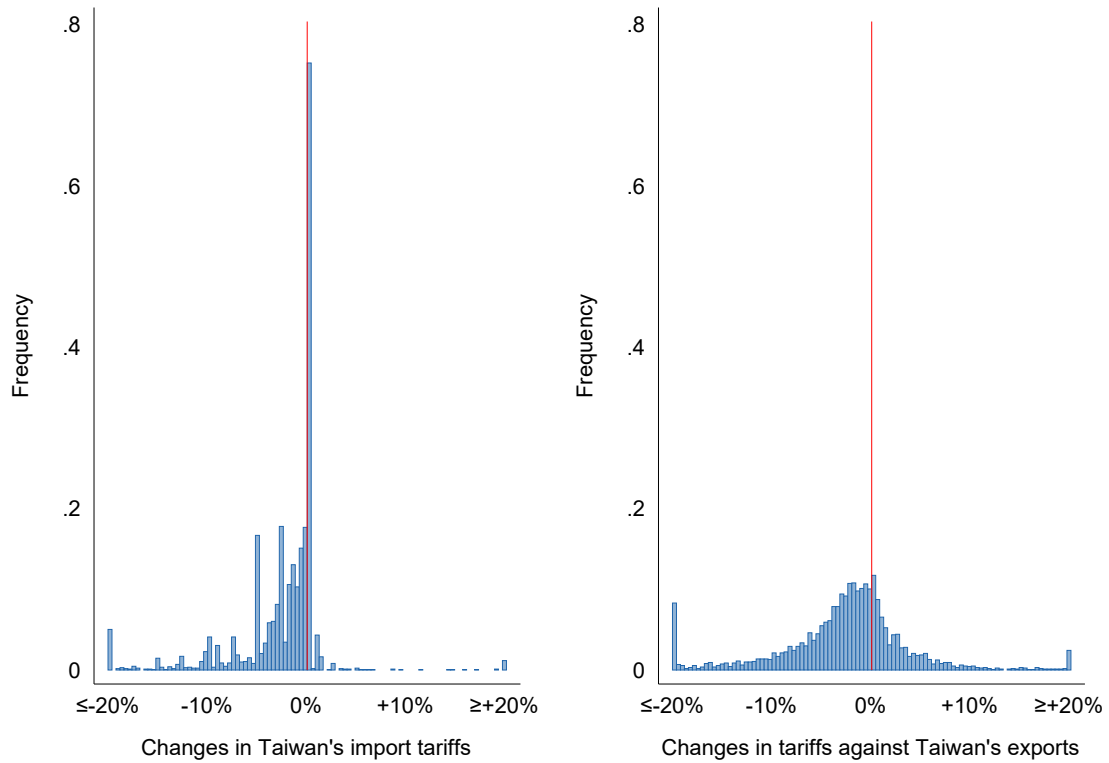 .8
.6
.4
.2
0
Frequency
≤-20% -10% 0% +10% ≥+20%
Changes in Taiwan's import tariffs
.8
.6
.4
.2
0
Frequency
≤-20% -10% 0% +10% ≥+20%
Changes in tariffs against Taiwan's exports